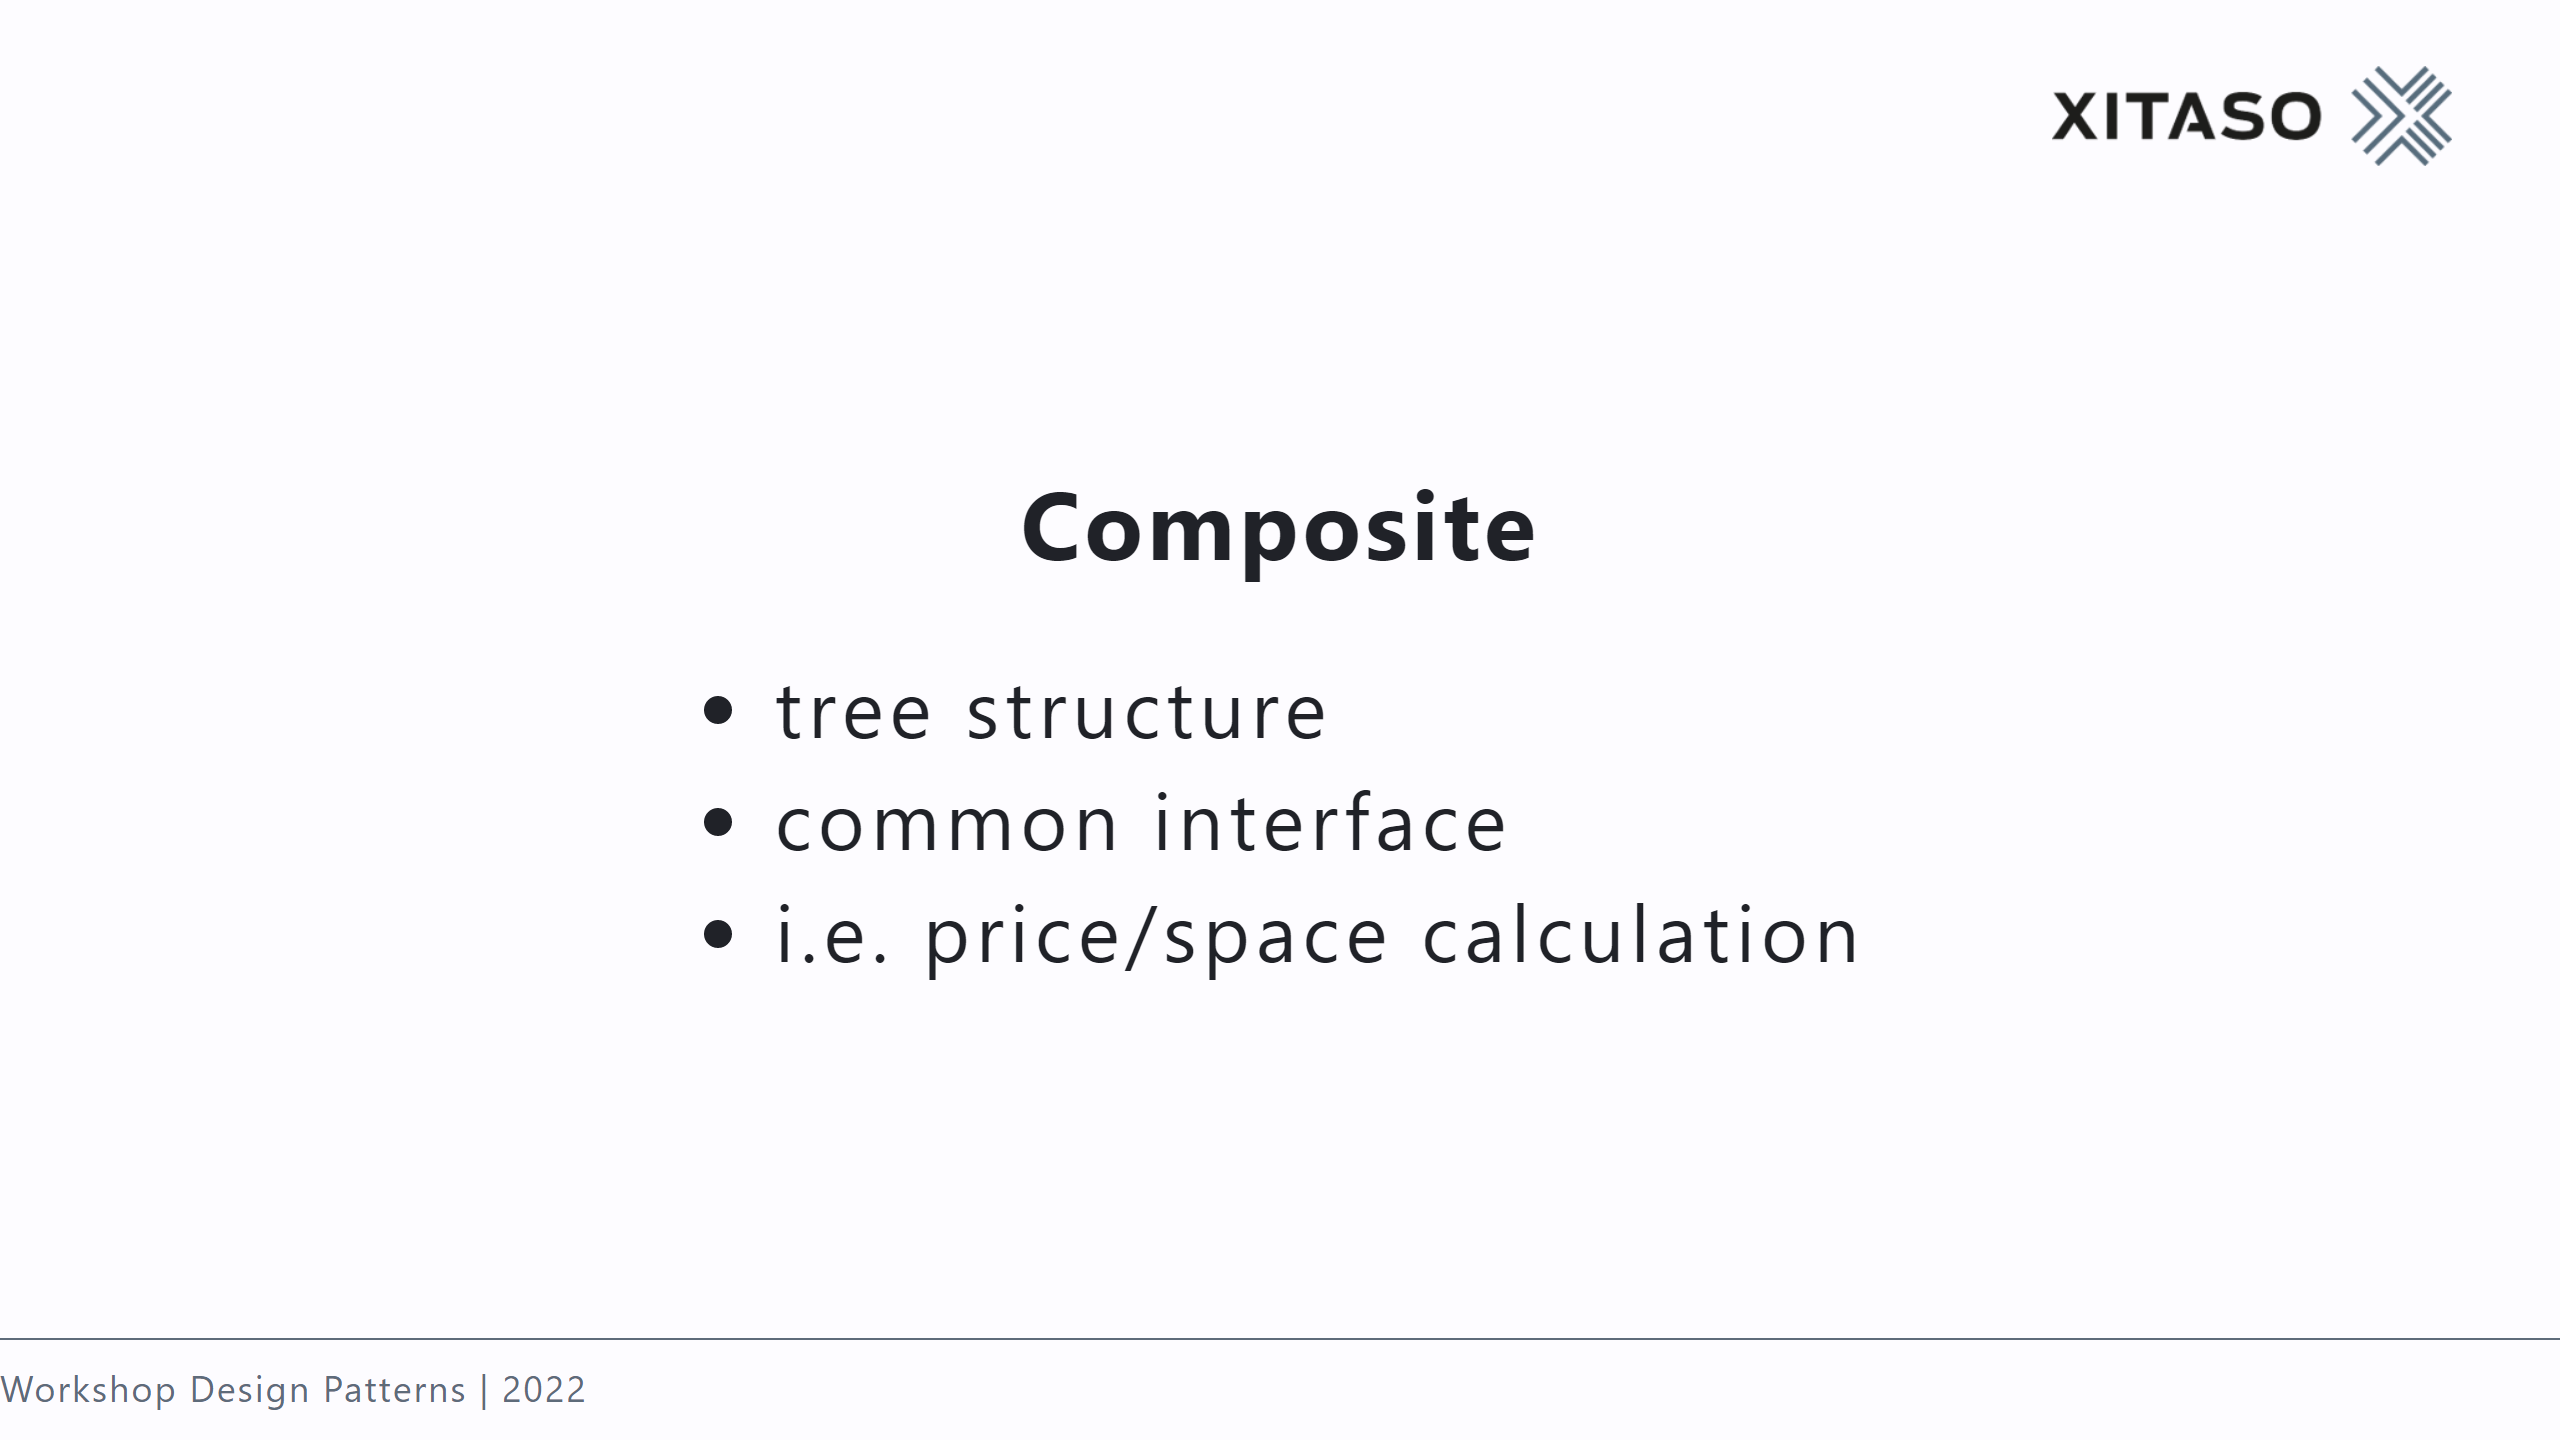 XITASO
Composite
• tree structure
• common interface
• i.e. price/space calculation
Workshop Design Patterns | 2022